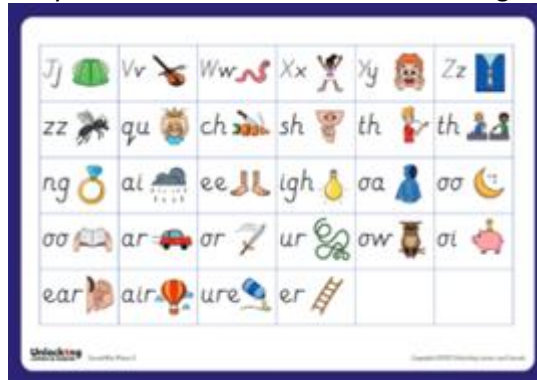 Jj Vv Ww Xx Yy Zz
zz qu ch sh th th
ng ai ee igh oa oo
oo ar or ur ow oi
ear air ure er
Unlocking